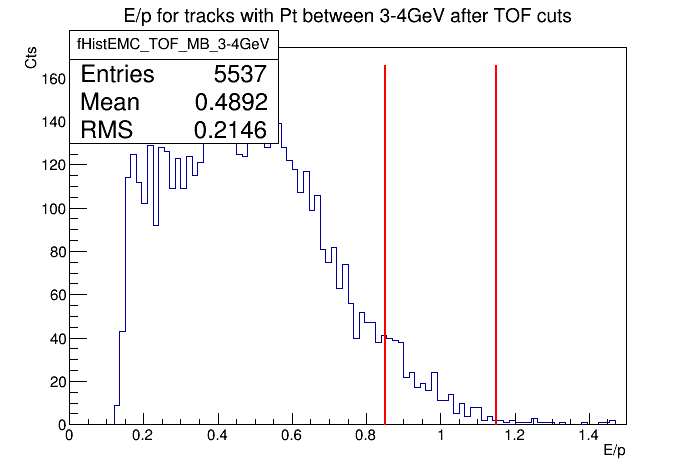 E/p for tracks with Pt between 3-4GeV after TOF cuts
Cts
fHistEMC_TOF_MB_3-4GeV
Entries 5537
Mean 0.4892
RMS 0.2146
160
140
120
100
80
60
40
20
0
0 0.2 0.4 0.6 0.8 1 1.2 1.4
E/p